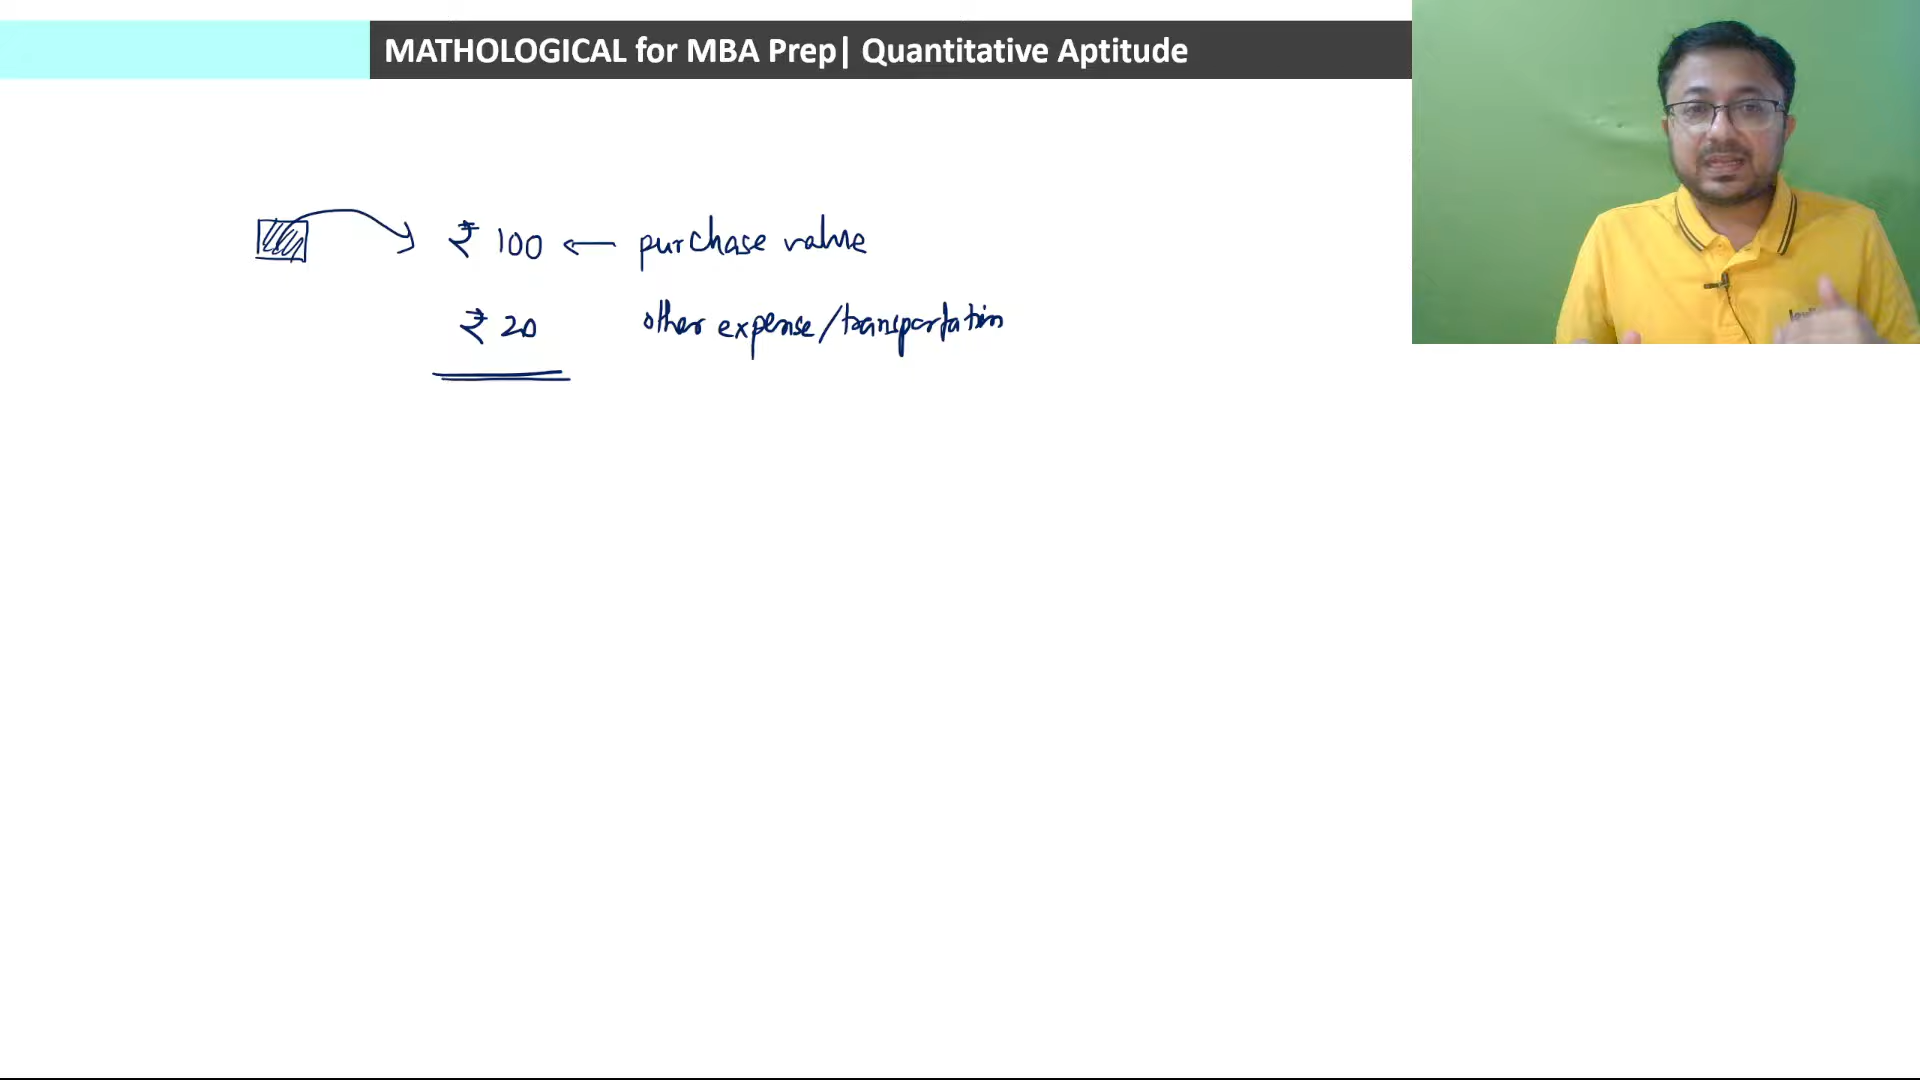 MATHOLOGICAL for MBA Prep| Quantitative Aptitude
₹ 100 ← purchase value
₹ 20 other expense/transportation